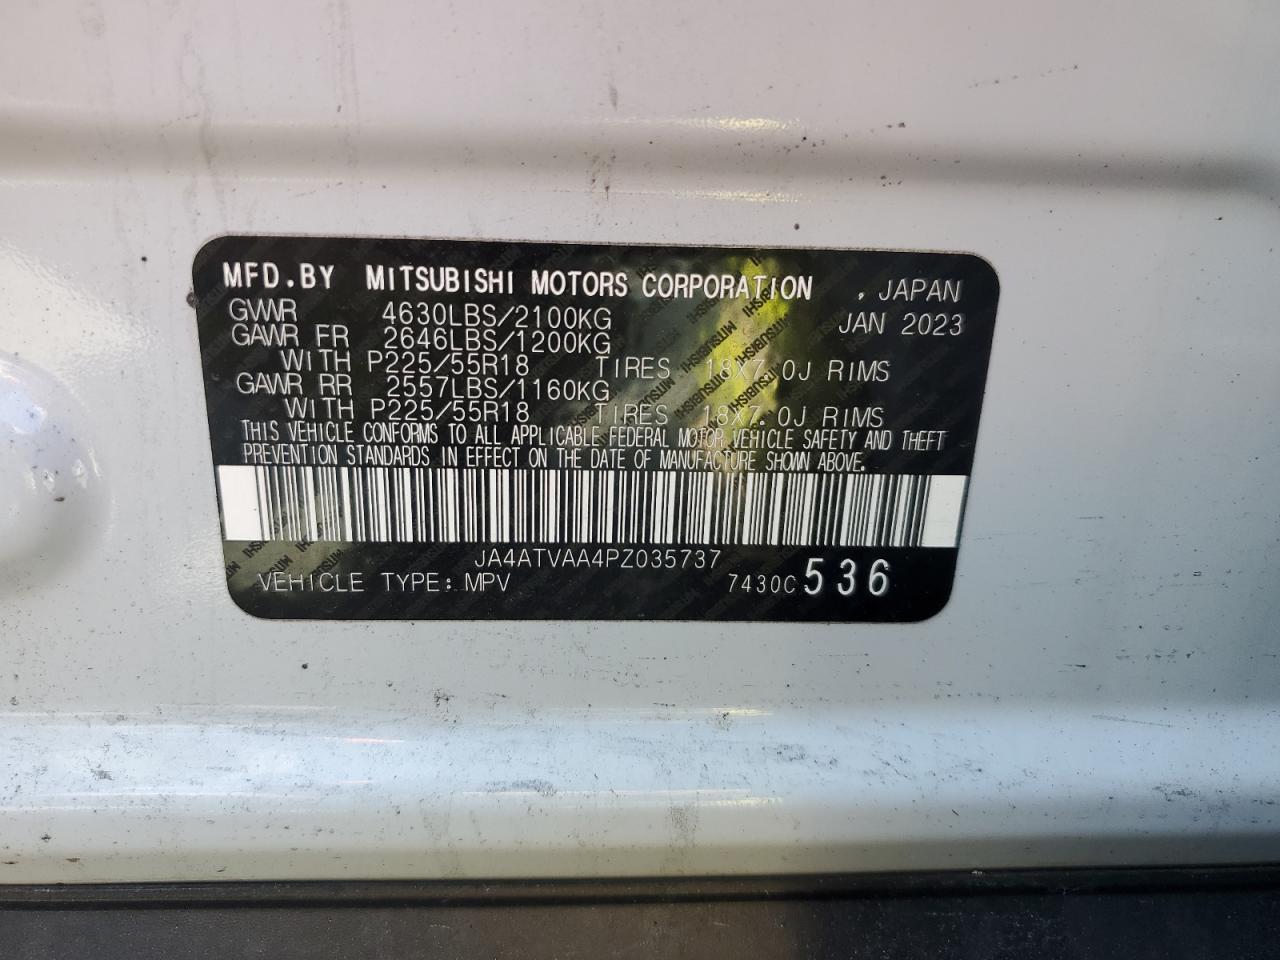 MFD.BY MITSUBISHI MOTORS CORPORATION , JAPAN
GVWR 4630LBS/2100KG JAN 2023
GAWR FR 2646LBS/1200KG
WITH P225/55R18 TIRES 18X7.0J RIMS
GAWR RR 2557LBS/1160KG
WITH P225/55R18 TIRES 18X7.0J RIMS
THIS VEHICLE CONFORMS TO ALL APPLICABLE FEDERAL MOTOR VEHICLE SAFETY AND THEFT
PREVENTION STANDARDS IN EFFECT ON THE DATE OF MANUFACTURE SHOWN ABOVE.
JA4ATVAA4PZ035737
VEHICLE TYPE: MPV 7430C 536